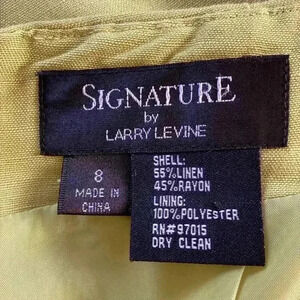 SIGNATURE
by
LARRY LEVINE
8
MADE IN
CHINA
SHELL:
55%LINEN
45%RAYON
LINING:
100%POLYESTER
RN#97015
DRY CLEAN